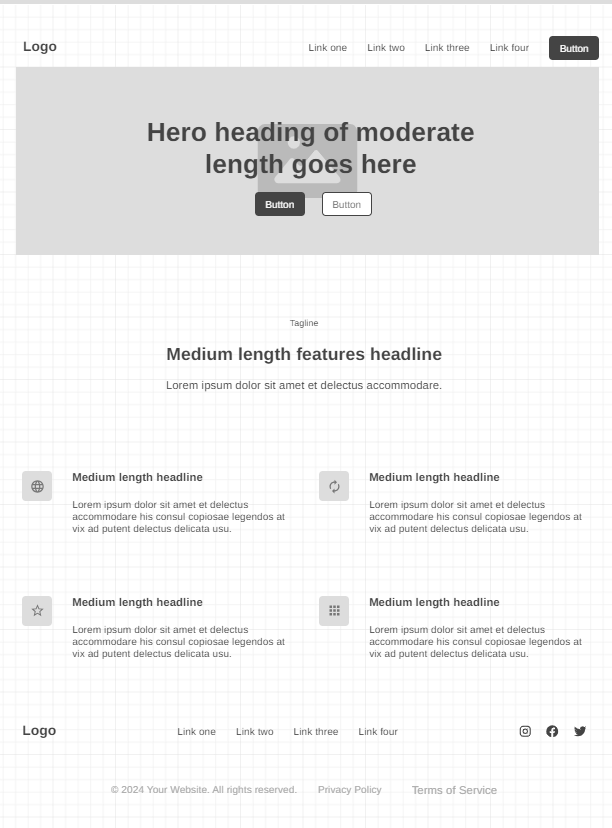 Logo
Link one
Link two
Link three
Link four
Button
Hero heading of moderate
length goes here
Button
Button
Tagline
Medium length features headline
Lorem ipsum dolor sit amet et delectus accommodare.
Medium length headline
Lorem ipsum dolor sit amet et delectus
accommodare his consul copiosae legendos at
vix ad putent delectus delicata usu.
Medium length headline
Lorem ipsum dolor sit amet et delectus
accommodare his consul copiosae legendos at
vix ad putent delectus delicata usu.
Medium length headline
Lorem ipsum dolor sit amet et delectus
accommodare his consul copiosae legendos at
vix ad putent delectus delicata usu.
Medium length headline
Lorem ipsum dolor sit amet et delectus
accommodare his consul copiosae legendos at
vix ad putent delectus delicata usu.
Logo
Link one
Link two
Link three
Link four
© 2024 Your Website. All rights reserved.
Privacy Policy
Terms of Service